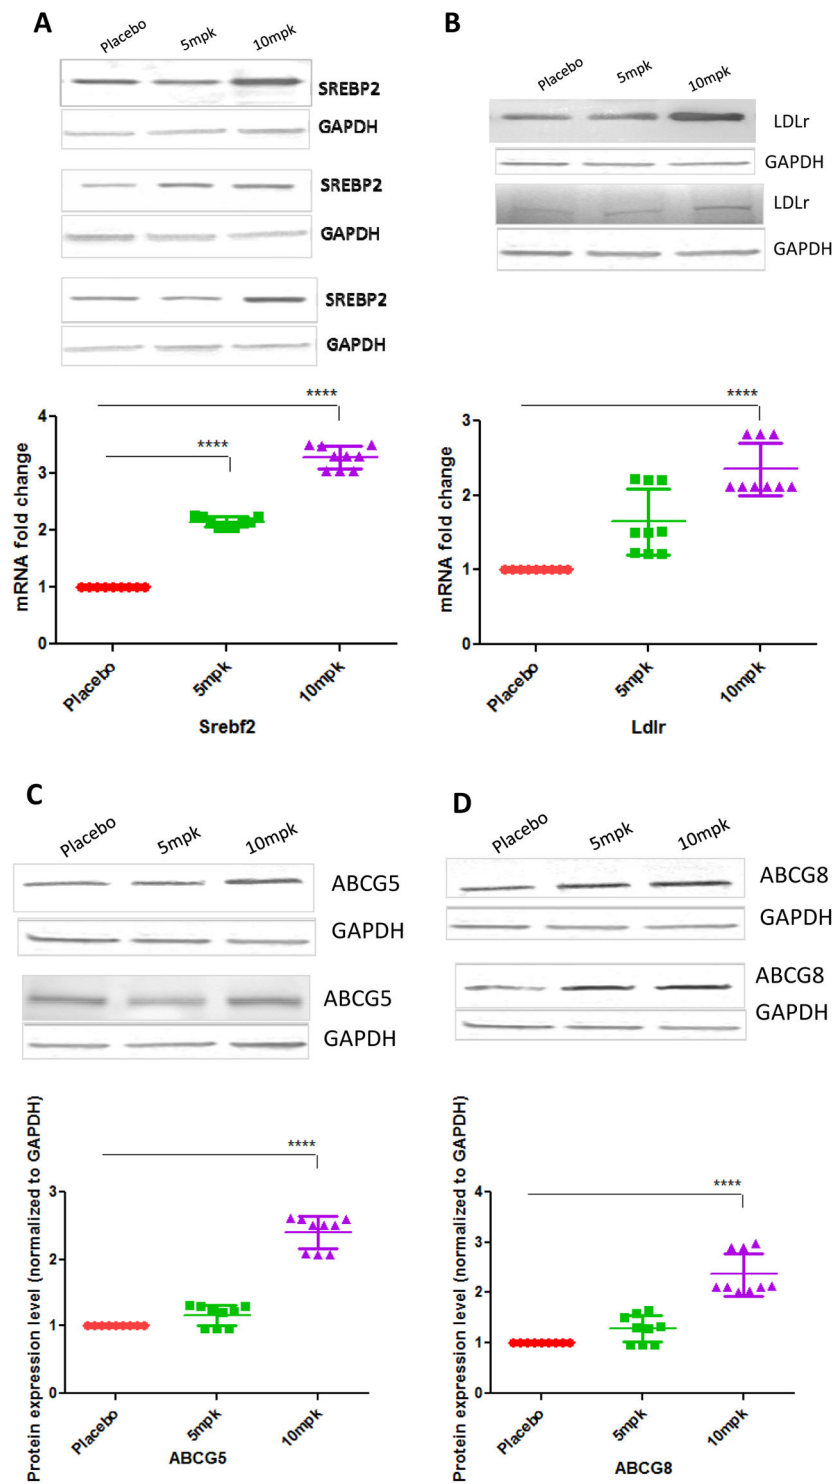 A
Placebo 5mpk 10mpk
SREBP2
GAPDH
SREBP2
GAPDH
SREBP2
GAPDH
mRNA fold change
4
3
2
1
0
****
****
Placebo 5mpk 10mpk
Srebf2
B
Placebo 5mpk 10mpk
LDLr
GAPDH
LDLr
GAPDH
mRNA fold change
3
2
1
0
****
Placebo 5mpk 10mpk
Ldlr
C
Placebo 5mpk 10mpk
ABCG5
GAPDH
ABCG5
GAPDH
Protein expression level (normalized to GAPDH)
3
2
1
0
****
Placebo 5mpk 10mpk
ABCG5
D
Placebo 5mpk 10mpk
ABCG8
GAPDH
ABCG8
GAPDH
Protein expression level (normalized to GAPDH)
4
3
2
1
0
****
Placebo 5mpk 10mpk
ABCG8